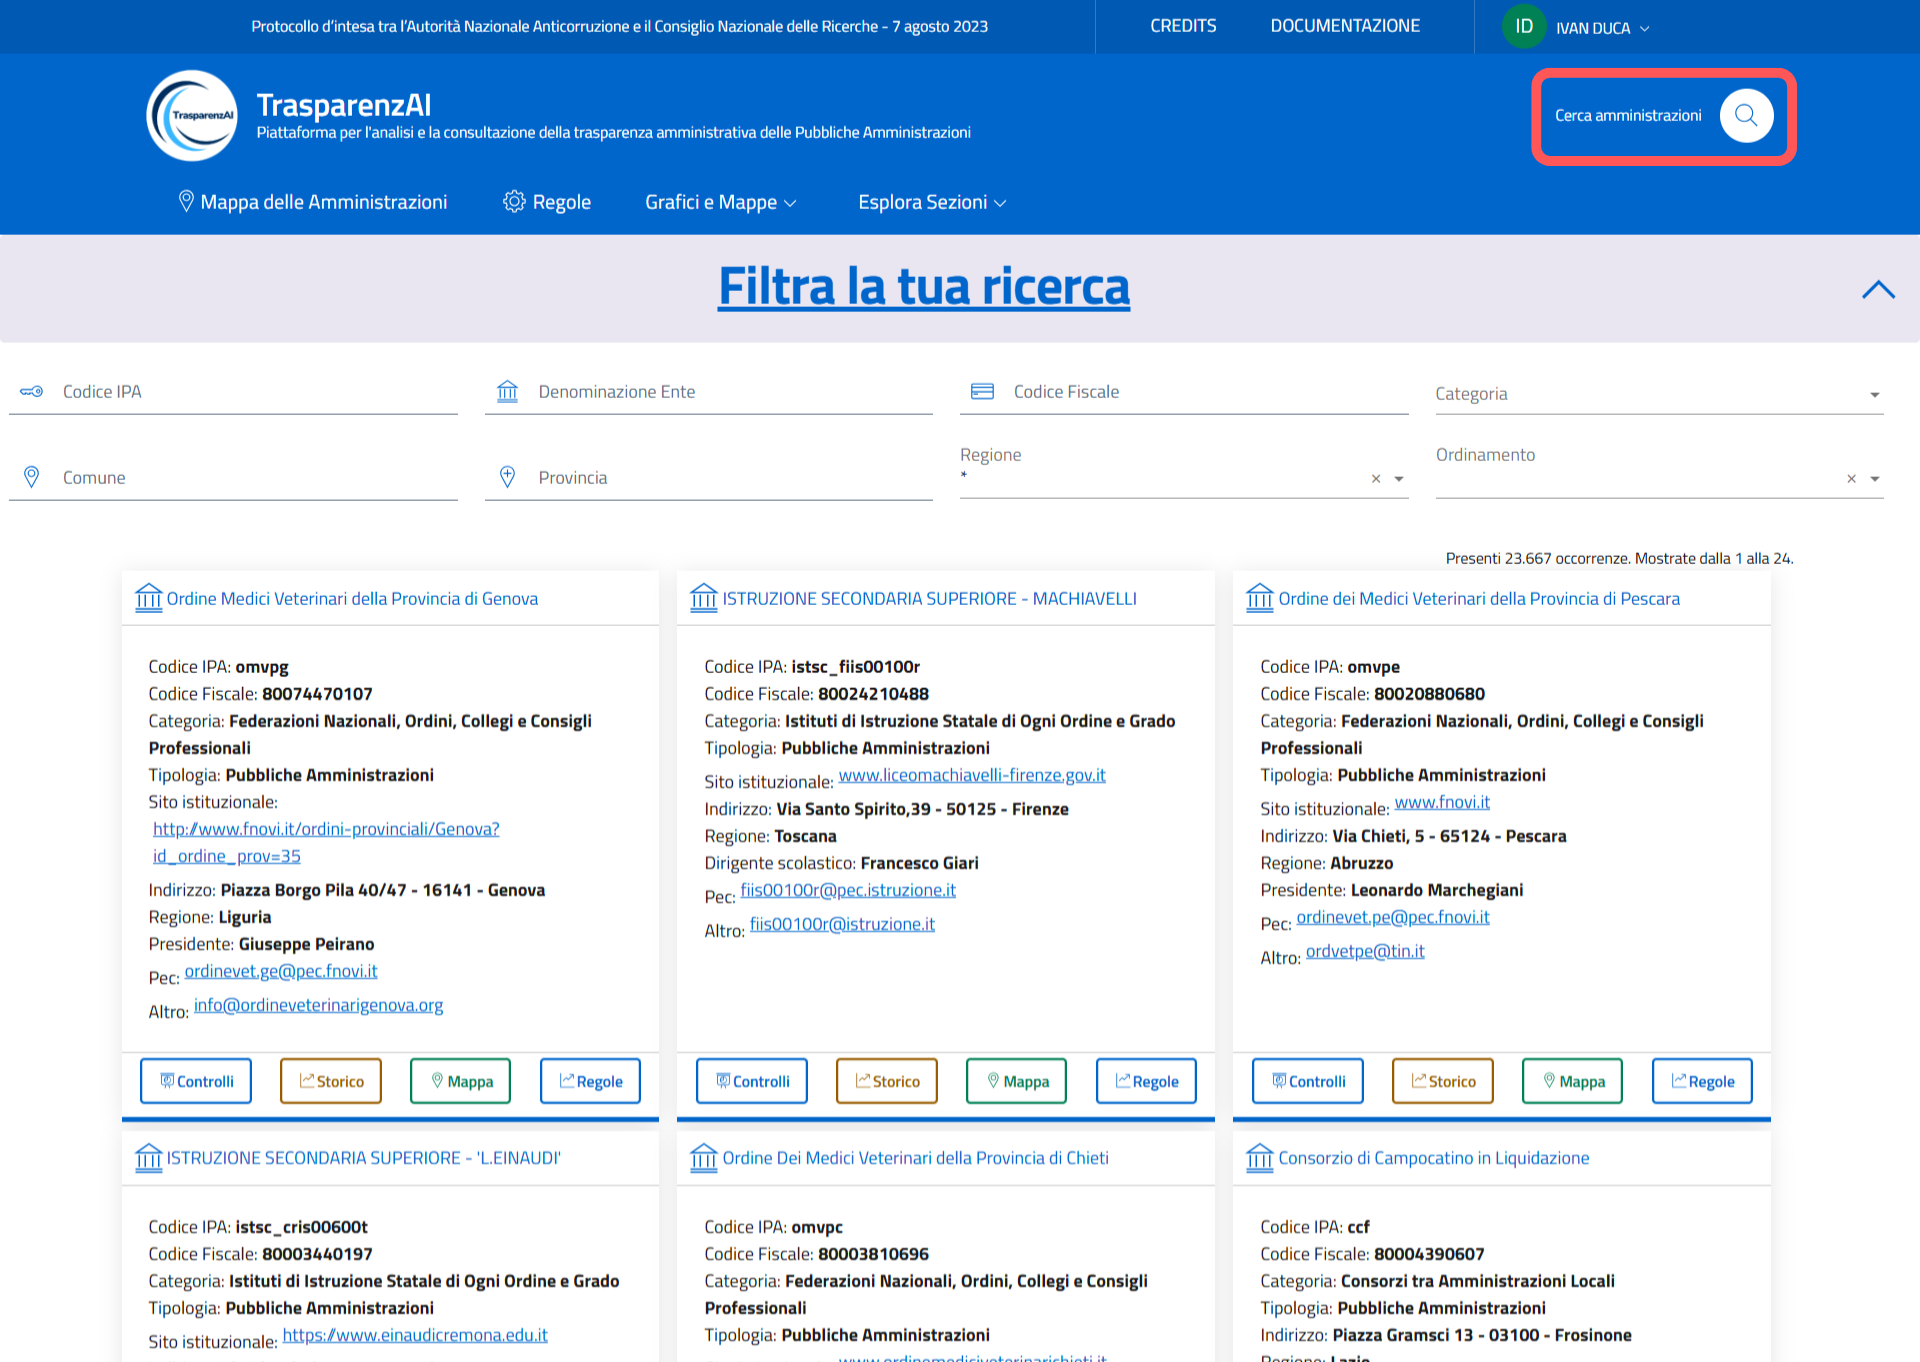 Protocollo d'intesa tra l'Autorità Nazionale Anticorruzione e il Consiglio Nazionale delle Ricerche - 7 agosto 2023
CREDITS
DOCUMENTAZIONE
ID
IVAN DUCA
TrasparenzAI
TrasparenzAI
Piattaforma per l'analisi e la consultazione della trasparenza amministrativa delle Pubbliche Amministrazioni
Cerca amministrazioni
Mappa delle Amministrazioni
Regole
Grafici e Mappe
Esplora Sezioni
Filtra la tua ricerca
Codice IPA
Denominazione Ente
Codice Fiscale
Categoria
Comune
Provincia
Regione
*
Ordinamento
Presenti 23.667 occorrenze. Mostrate dalla 1 alla 24.
Ordine Medici Veterinari della Provincia di Genova
Codice IPA: omvpg
Codice Fiscale: 80074470107
Categoria: Federazioni Nazionali, Ordini, Collegi e Consigli
Professionali
Tipologia: Pubbliche Amministrazioni
Sito istituzionale:
http://www.fnovi.it/ordini-provinciali/Genova?
id_ordine_prov=35
Indirizzo: Piazza Borgo Pila 40/47 - 16141 - Genova
Regione: Liguria
Presidente: Giuseppe Peirano
Pec: ordinevet.ge@pec.fnovi.it
Altro: info@ordineveterinarigenova.org
Controlli
Storico
Mappa
Regole
ISTRUZIONE SECONDARIA SUPERIORE - MACHIAVELLI
Codice IPA: istsc_fiis00100r
Codice Fiscale: 80024210488
Categoria: Istituti di Istruzione Statale di Ogni Ordine e Grado
Tipologia: Pubbliche Amministrazioni
Sito istituzionale: www.liceomachiavelli-firenze.gov.it
Indirizzo: Via Santo Spirito,39 - 50125 - Firenze
Regione: Toscana
Dirigente scolastico: Francesco Giari
Pec: fiis00100r@pec.istruzione.it
Altro: fiis00100r@istruzione.it
Controlli
Storico
Mappa
Regole
Ordine dei Medici Veterinari della Provincia di Pescara
Codice IPA: omvpe
Codice Fiscale: 80020880680
Categoria: Federazioni Nazionali, Ordini, Collegi e Consigli
Professionali
Tipologia: Pubbliche Amministrazioni
Sito istituzionale: www.fnovi.it
Indirizzo: Via Chieti, 5 - 65124 - Pescara
Regione: Abruzzo
Presidente: Leonardo Marchegiani
Pec: ordinevet.pe@pec.fnovi.it
Altro: ordvetpe@tin.it
Controlli
Storico
Mappa
Regole
ISTRUZIONE SECONDARIA SUPERIORE - 'L.EINAUDI'
Codice IPA: istsc_cris00600t
Codice Fiscale: 80003440197
Categoria: Istituti di Istruzione Statale di Ogni Ordine e Grado
Tipologia: Pubbliche Amministrazioni
Sito istituzionale: https://www.einaudicremona.edu.it
Ordine Dei Medici Veterinari della Provincia di Chieti
Codice IPA: omvpc
Codice Fiscale: 80003810696
Categoria: Federazioni Nazionali, Ordini, Collegi e Consigli
Professionali
Tipologia: Pubbliche Amministrazioni
www.ordinemediciveterinarichieti.it
Consorzio di Campocatino in Liquidazione
Codice IPA: ccf
Codice Fiscale: 80004390607
Categoria: Consorzi tra Amministrazioni Locali
Tipologia: Pubbliche Amministrazioni
Indirizzo: Piazza Gramsci 13 - 03100 - Frosinone
Regione: Lazio